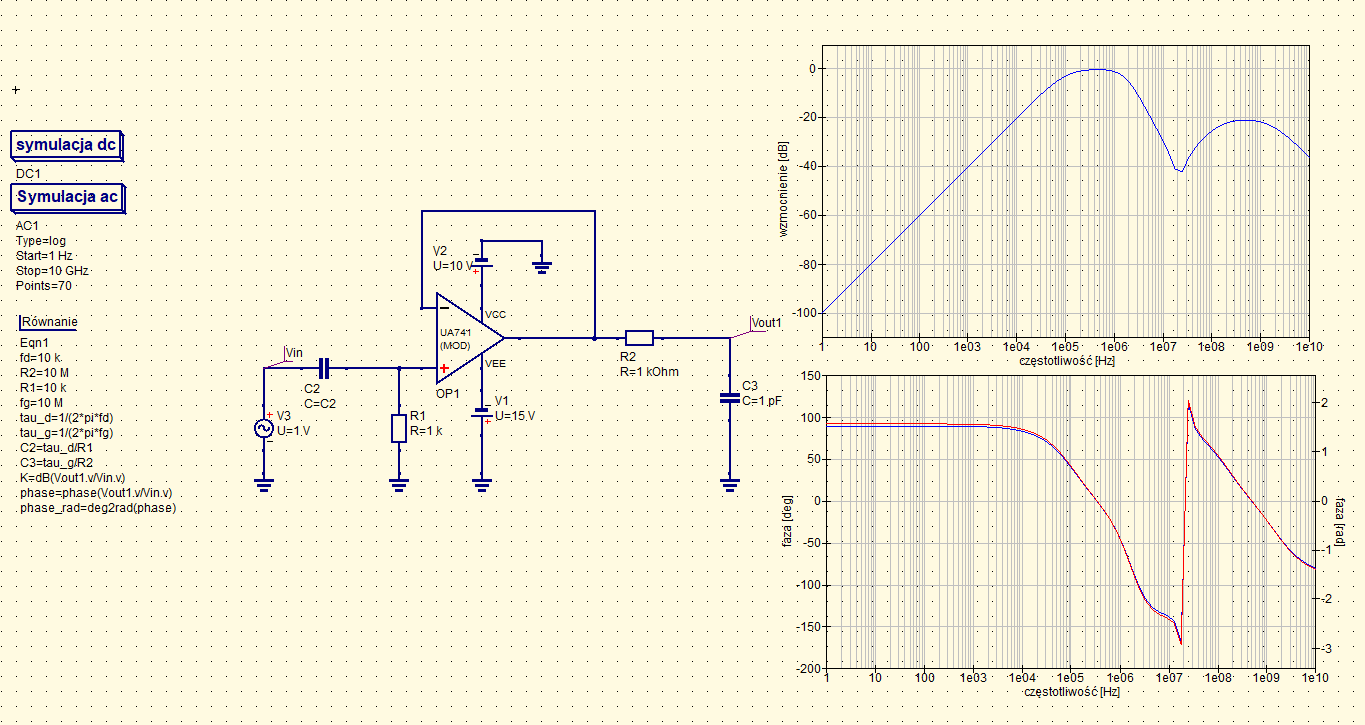 symulacja dc
DC1
Symulacja ac
AC1
Type=log
Start=1 Hz
Stop=10 GHz
Points=70
Równanie
Eqn1
fd=10 k
R2=10 M
R1=10 k
fg=10 M
tau_d=1/(2*pi*fd)
tau_g=1/(2*pi*fg)
C2=tau_d/R1
C3=tau_g/R2
K=dB(Vout1.v/Vin.v)
phase=phase(Vout1.v/Vin.v)
phase_rad=deg2rad(phase)
Vin
V3
U=1 V
C2
C=C2
R1
R=1 k
V2
U=10 V
VCC
UA741
(MOD)
VEE
OP1
V1
U=15 V
R2
R=1 kOhm
Vout1
C3
C=1 pF
wzmocnienie [dB]
0
-20
-40
-60
-80
-100
1 10 100 1e03 1e04 1e05 1e06 1e07 1e08 1e09 1e10
częstotliwość [Hz]
faza [deg]
150
100
50
0
-50
-100
-150
-200
2
1
0
-1
-2
-3
faza [rad]
1 10 100 1e03 1e04 1e05 1e06 1e07 1e08 1e09 1e10
częstotliwość [Hz]